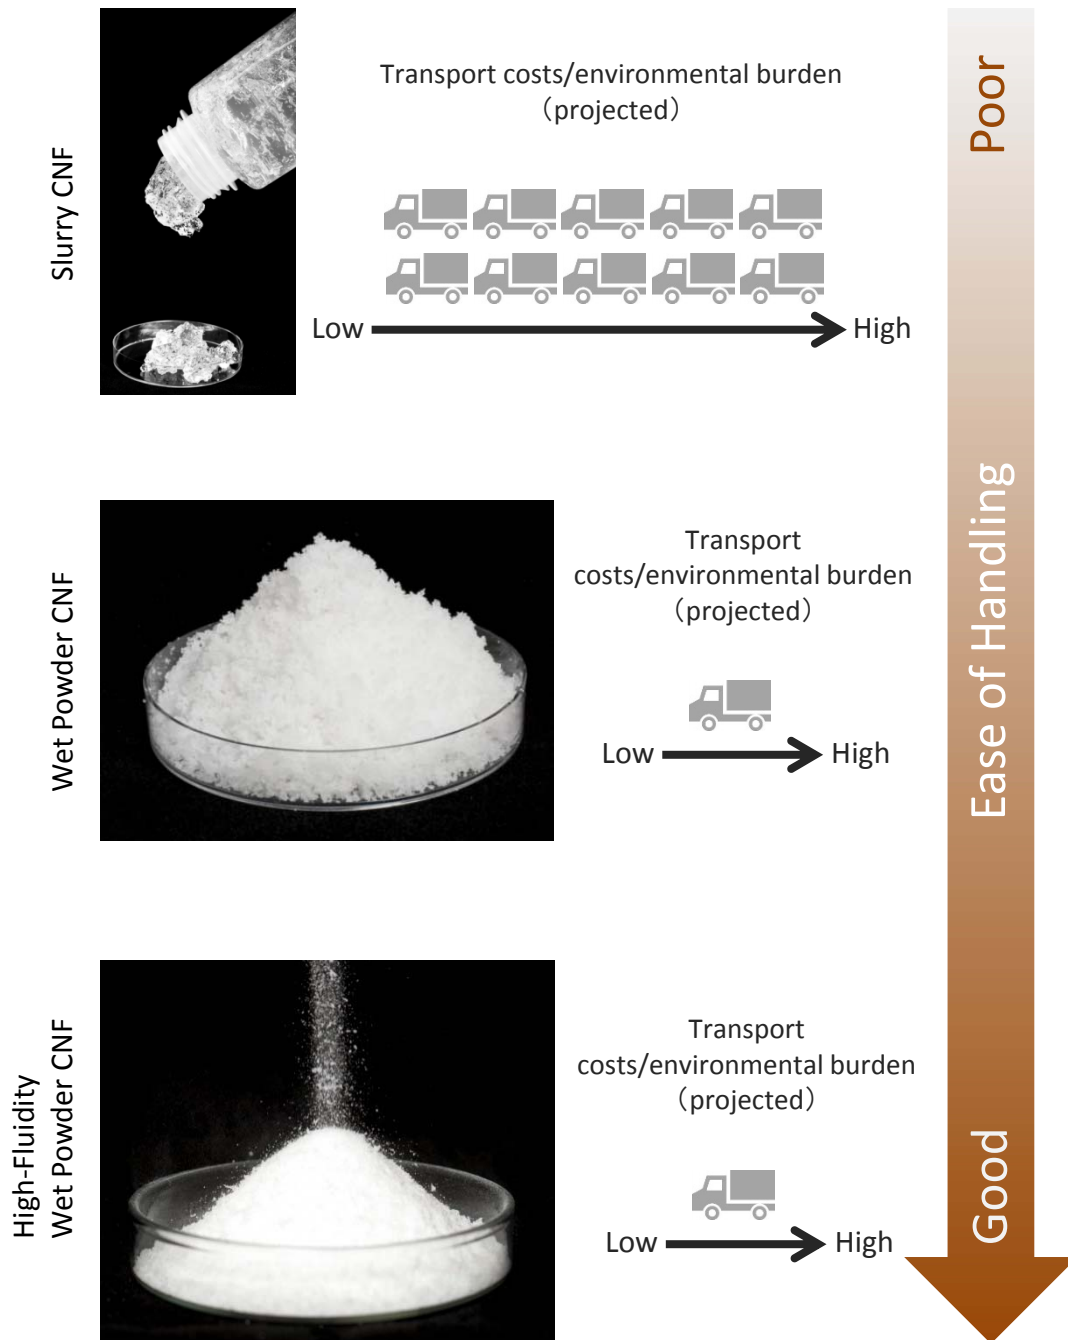 Slurry CNF
Transport costs/environmental burden
（projected）
Low
High
Poor
Wet Powder CNF
Transport
costs/environmental burden
（projected）
Low
High
Ease of Handling
High-Fluidity
Wet Powder CNF
Transport
costs/environmental burden
（projected）
Low
High
Good